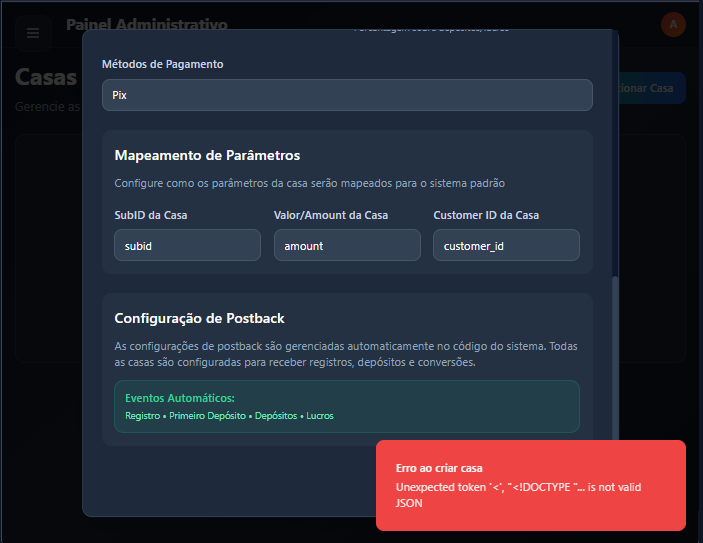 Painel Administrativo
A
Casas
cionar Casa
Gerencie as
Métodos de Pagamento
Pix
Mapeamento de Parâmetros
Configure como os parâmetros da casa serão mapeados para o sistema padrão
SubID da Casa
Valor/Amount da Casa
Customer ID da Casa
subid
amount
customer_id
Configuração de Postback
As configurações de postback são gerenciadas automaticamente no código do sistema. Todas
as casas são configuradas para receber registros, depósitos e conversões.
Eventos Automáticos:
Registro • Primeiro Depósito • Depósitos • Lucros
Erro ao criar casa
Unexpected token '<', "<!DOCTYPE "... is not valid
JSON